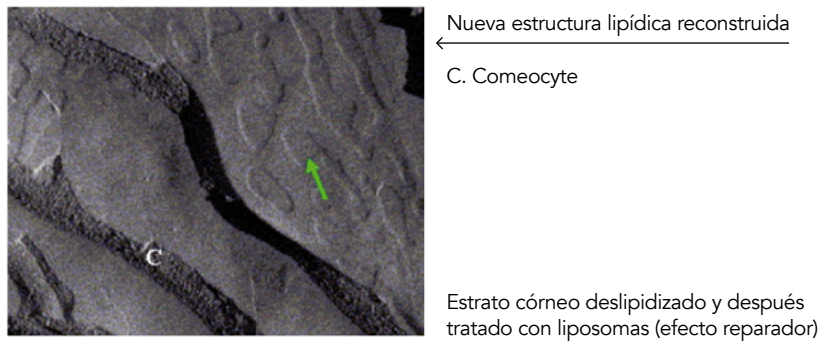 Nueva estructura lipídica reconstruida
C. Comeocyte
C
Estrato córneo deslipidizado y después
tratado con liposomas (efecto reparador)